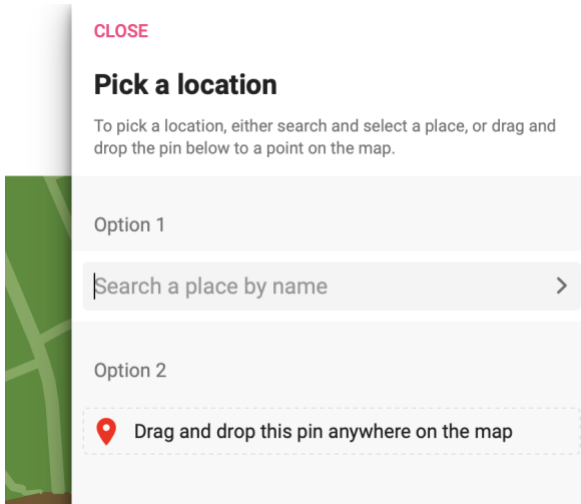 CLOSE
Pick a location
To pick a location, either search and select a place, or drag and
drop the pin below to a point on the map.
Option 1
Search a place by name
Option 2
Drag and drop this pin anywhere on the map